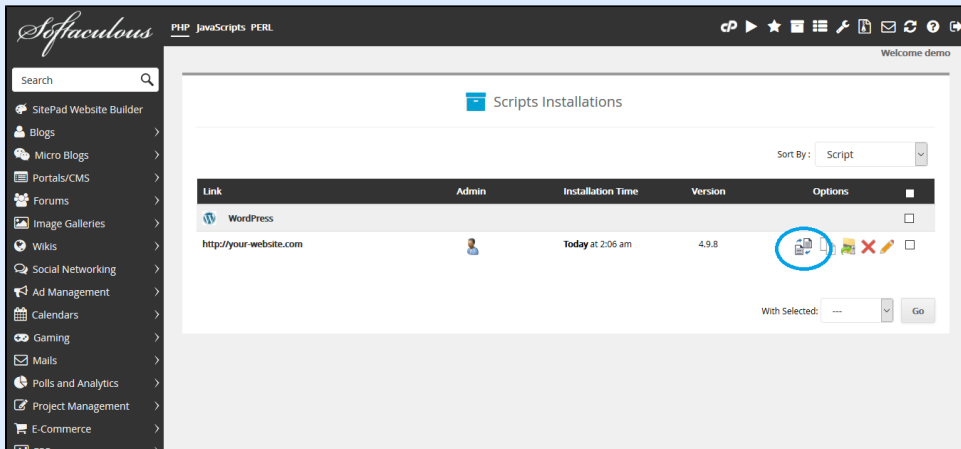 Softaculous
PHP JavaScripts PERL
cP
Welcome demo
Search
SitePad Website Builder
Blogs
Micro Blogs
Portals/CMS
Forums
Image Galleries
Wikis
Social Networking
Ad Management
Calendars
Gaming
Mails
Polls and Analytics
Project Management
E-Commerce
Scripts Installations
Sort By : Script
Link Admin Installation Time Version Options
WordPress
http://your-website.com Today at 2:06 am 4.9.8
With Selected: --- Go